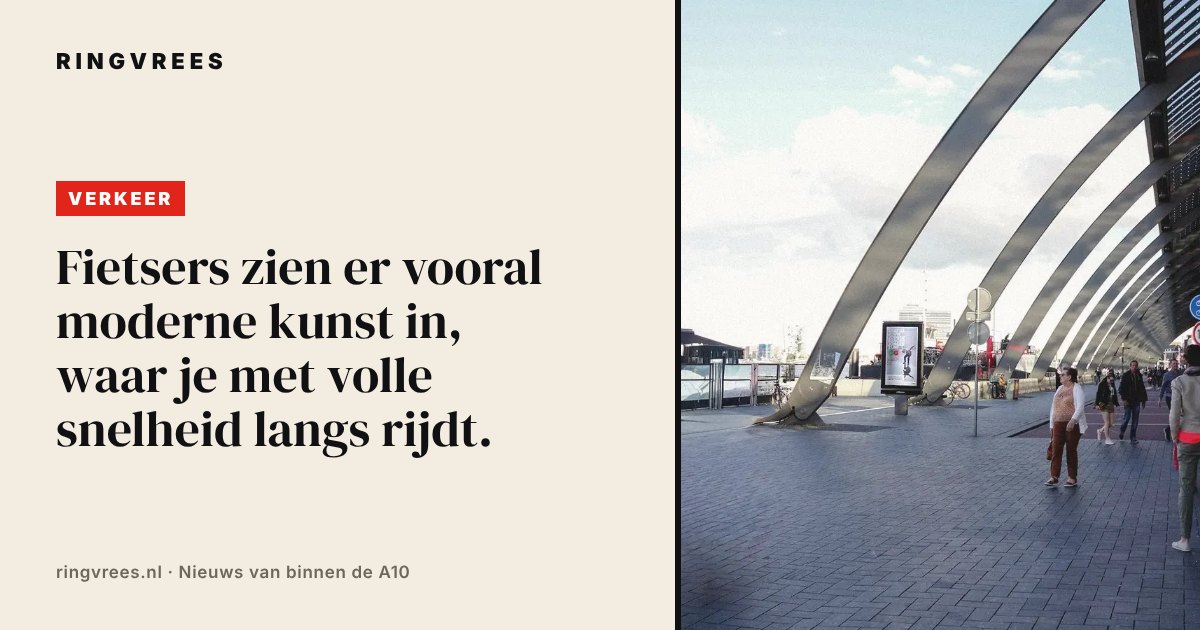 RINGVREES
VERKEER
Fietsers zien er vooral
moderne kunst in,
waar je met volle
snelheid langs rijdt.
ringvrees.nl · Nieuws van binnen de A10